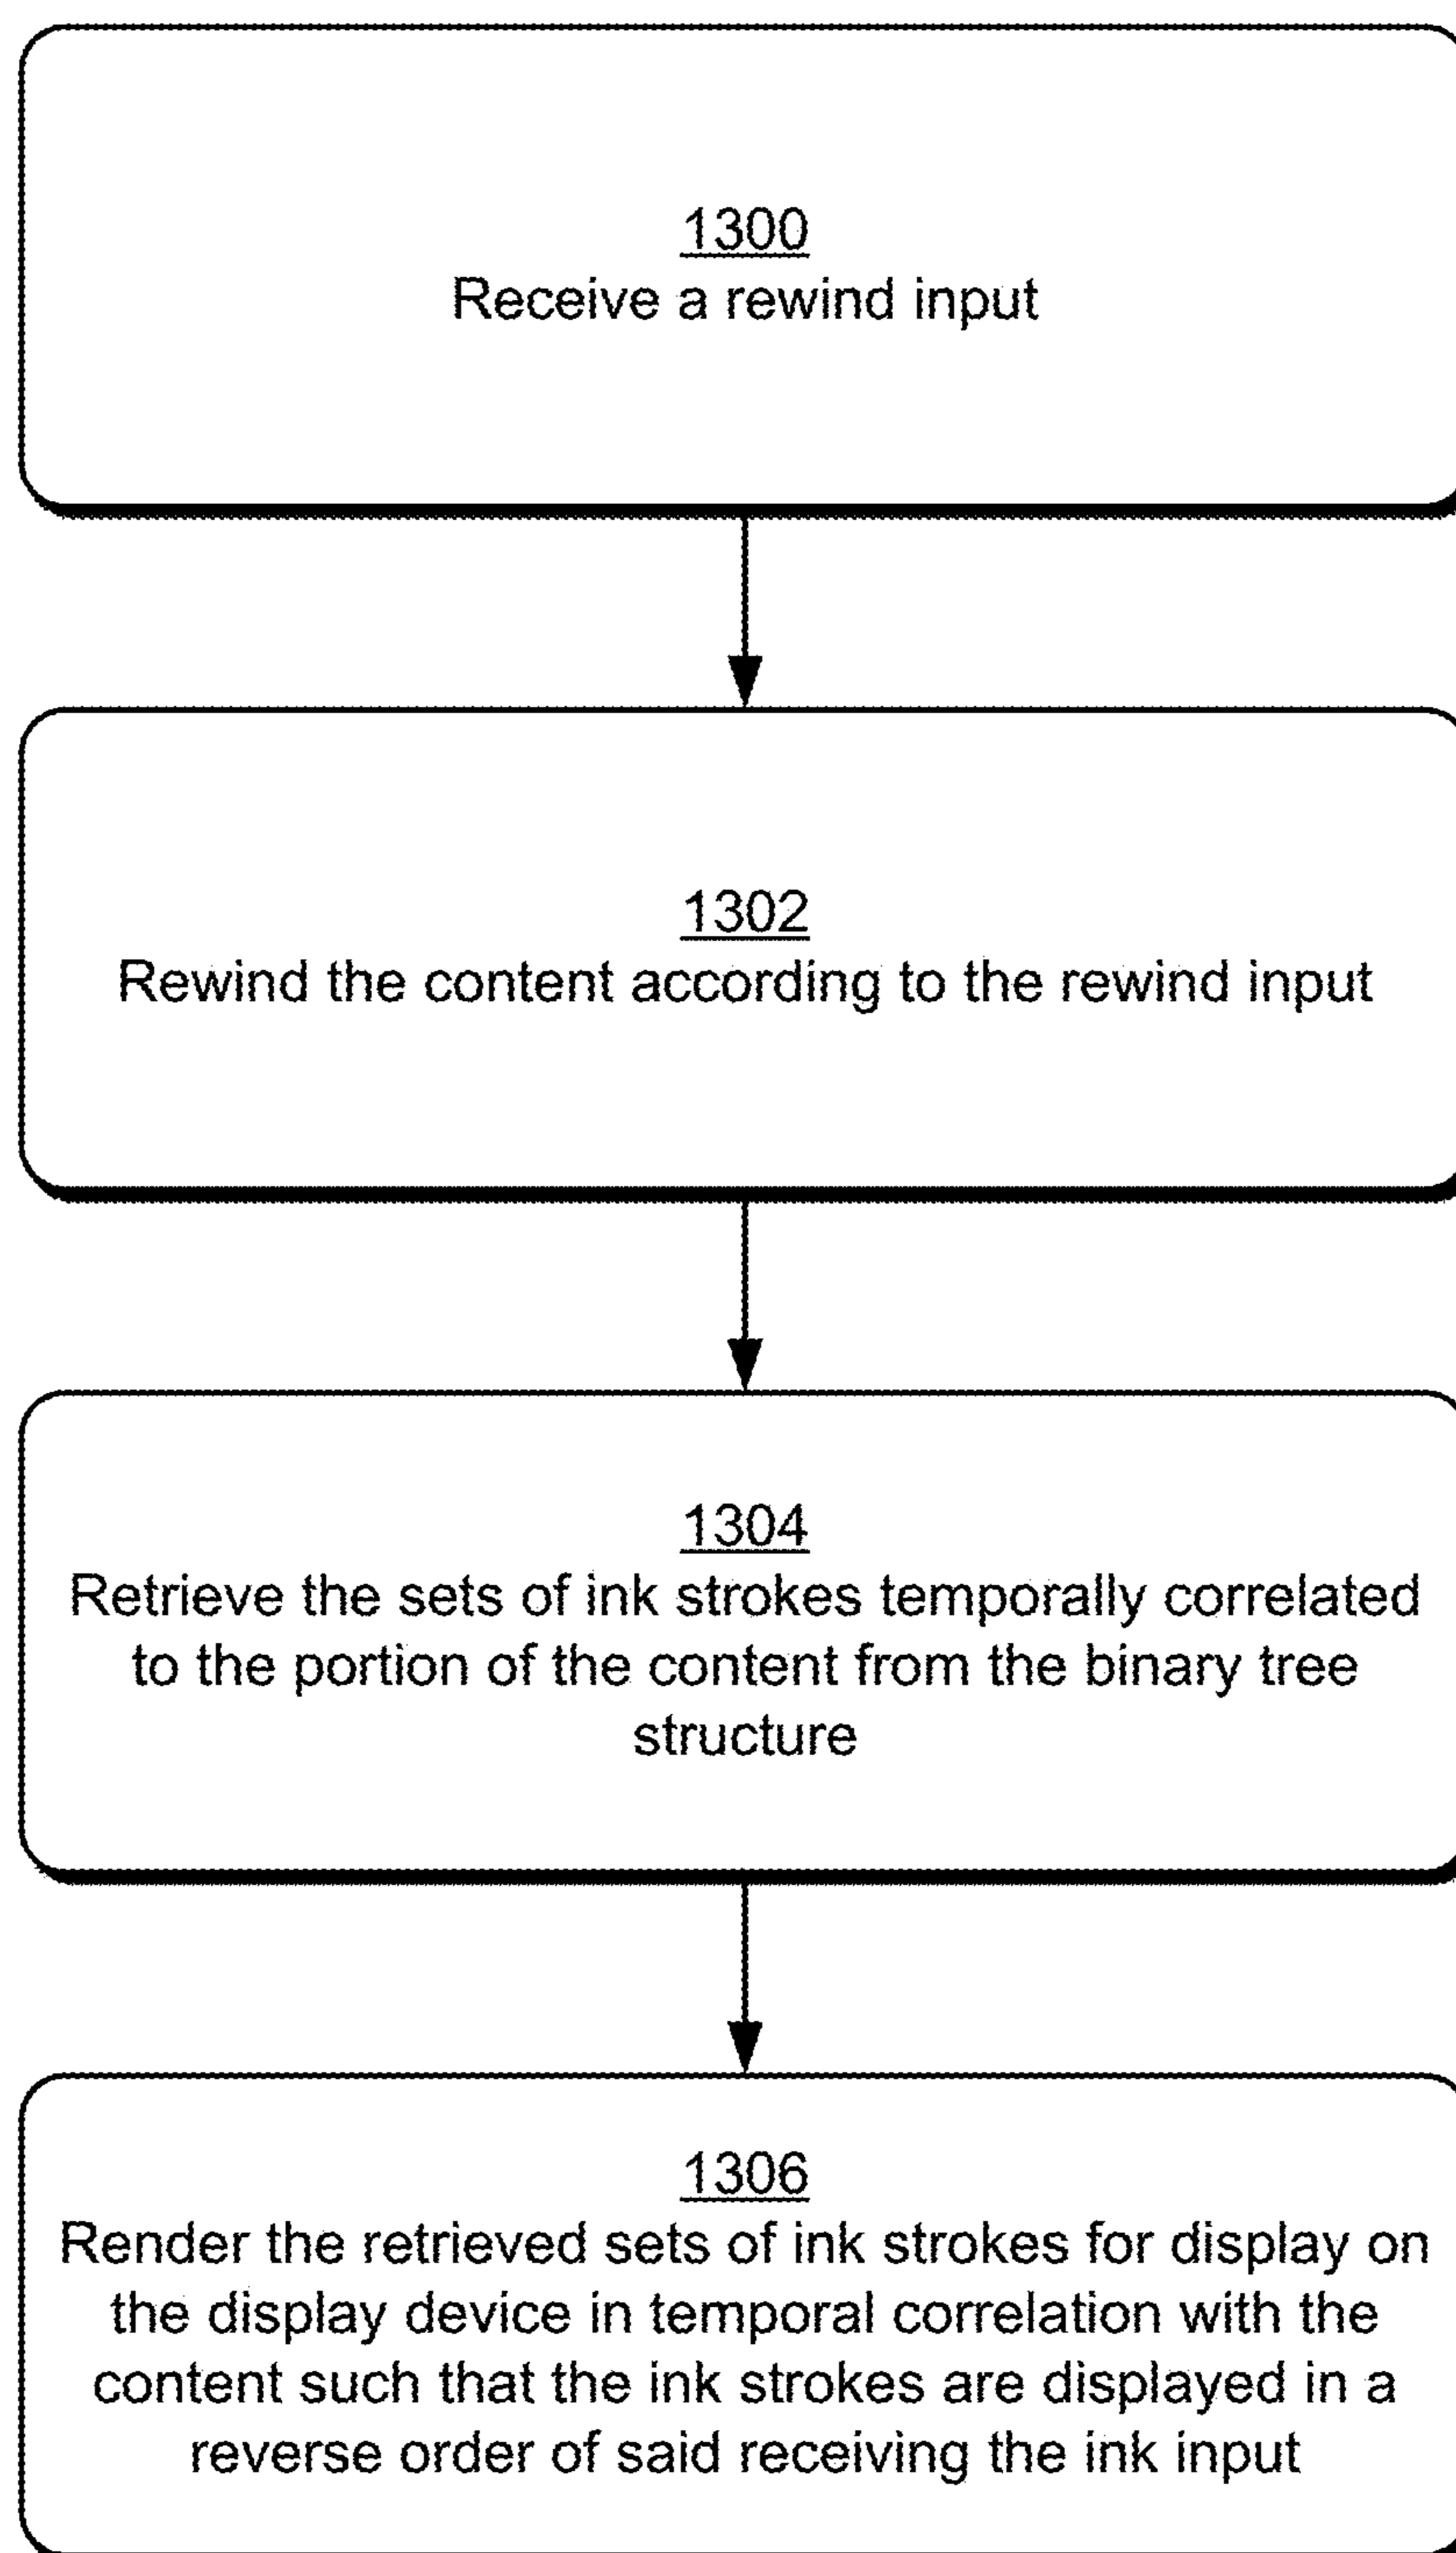 1300
Receive a rewind input
1302
Rewind the content according to the rewind input
1304
Retrieve the sets of ink strokes temporally correlated
to the portion of the content from the binary tree
structure
1306
Render the retrieved sets of ink strokes for display on
the display device in temporal correlation with the
content such that the ink strokes are displayed in a
reverse order of said receiving the ink input